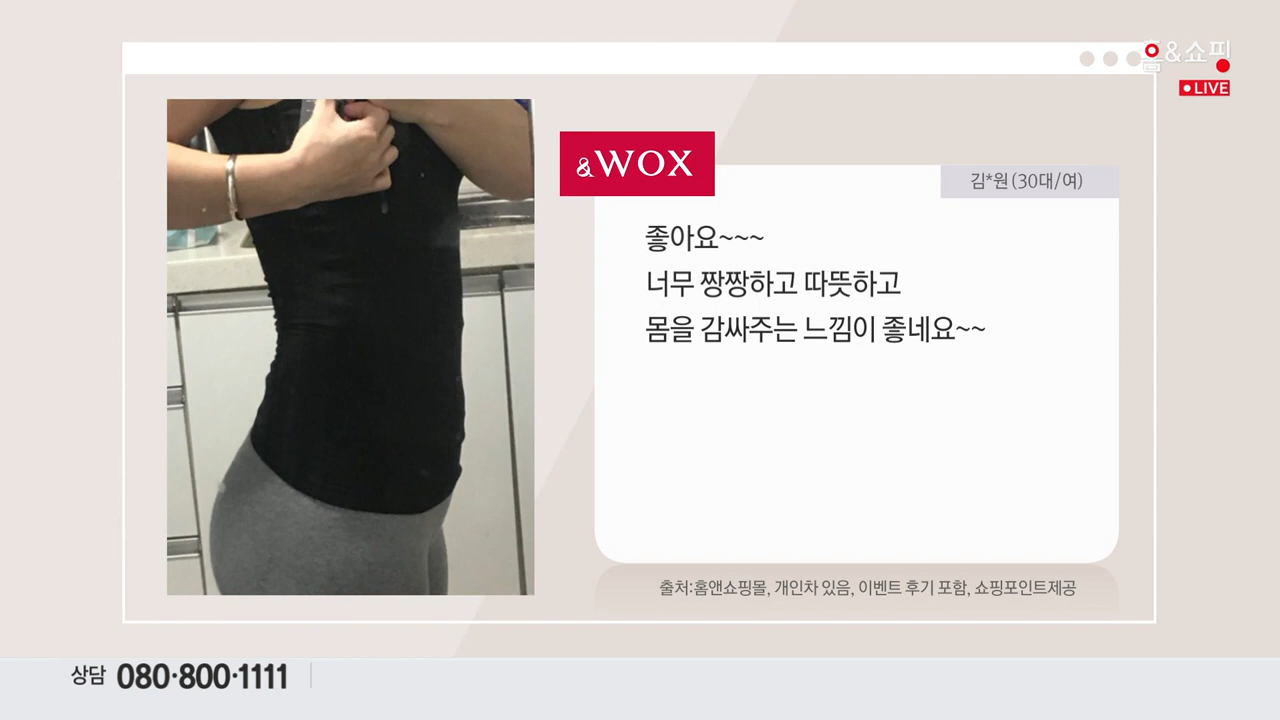 홈&쇼핑
LIVE
&WOX
김*원 (30대/여)
좋아요~~~
너무 짱짱하고 따뜻하고
몸을 감싸주는 느낌이 좋네요~~
출처:홈앤쇼핑몰, 개인차 있음, 이벤트 후기 포함, 쇼핑포인트제공
상담 080·800·1111